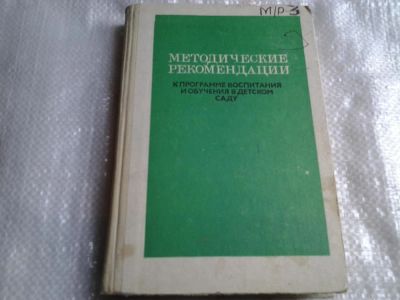 М/Р 3
МЕТОДИЧЕСКИЕ
РЕКОМЕНДАЦИИ
К ПРОГРАММЕ ВОСПИТАНИЯ
И ОБУЧЕНИЯ В ДЕТСКОМ
САДУ